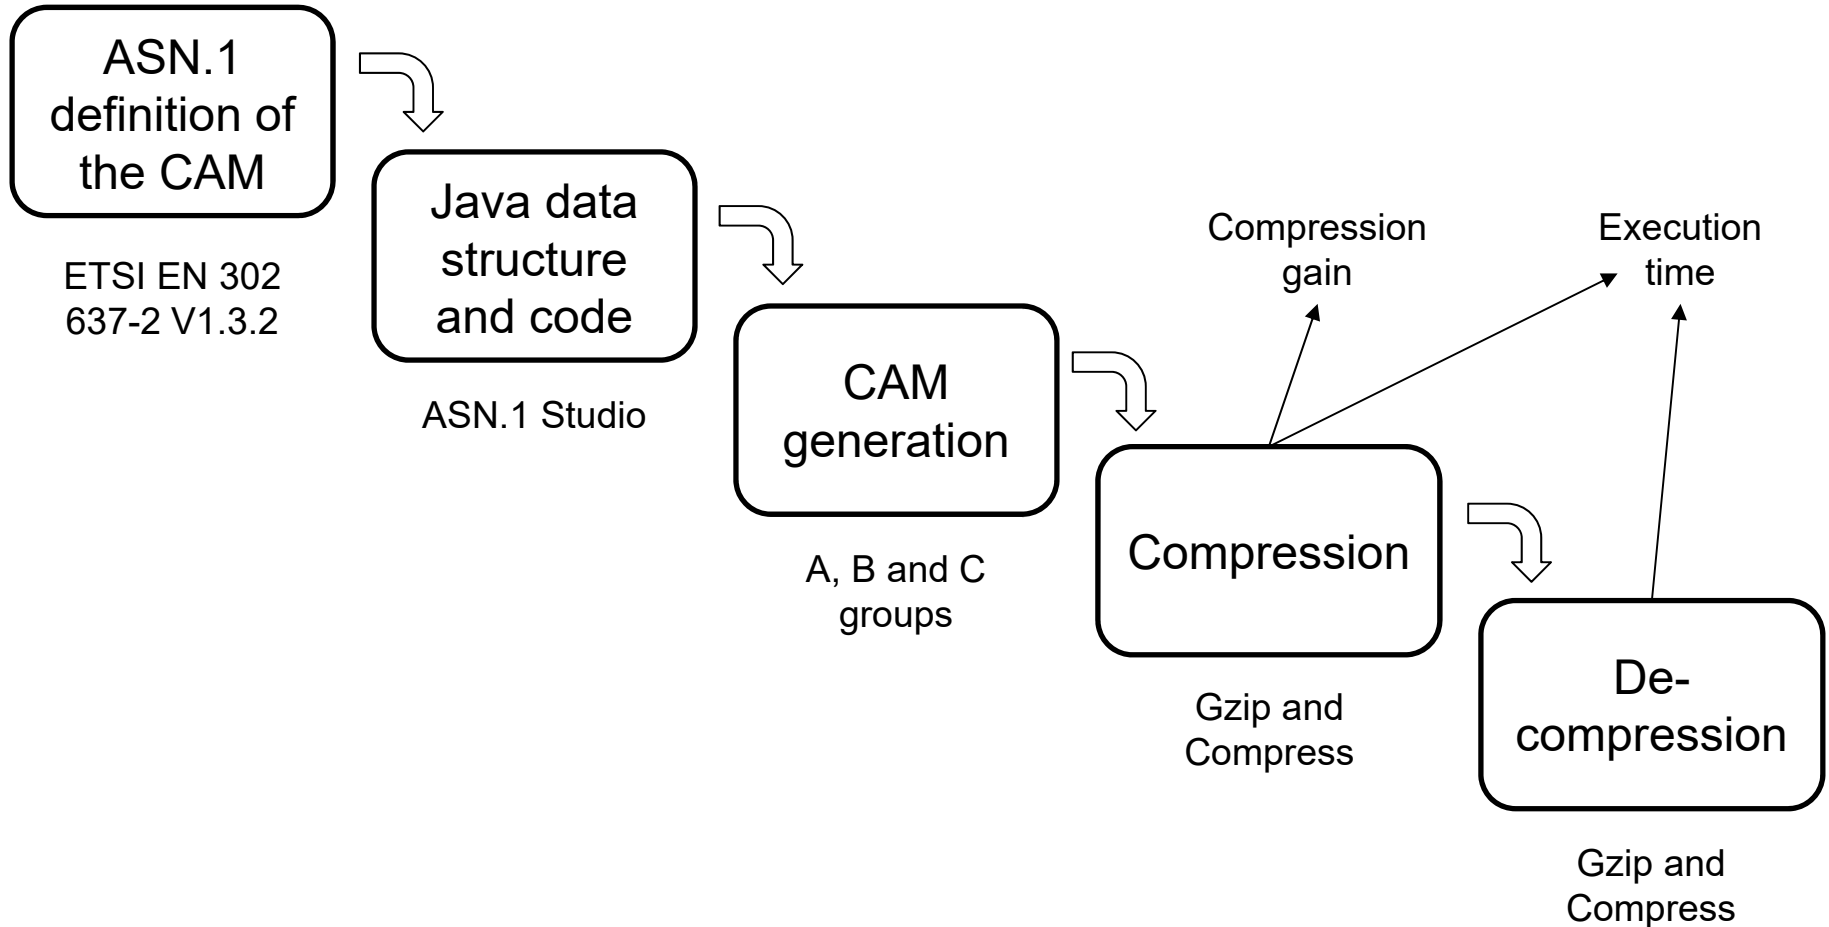 ASN.1
definition of
the CAM
ETSI EN 302
637-2 V1.3.2
Java data
structure
and code
ASN.1 Studio
CAM
generation
A, B and C
groups
Compression
gain
Execution
time
Compression
Gzip and
Compress
De-
compression
Gzip and
Compress